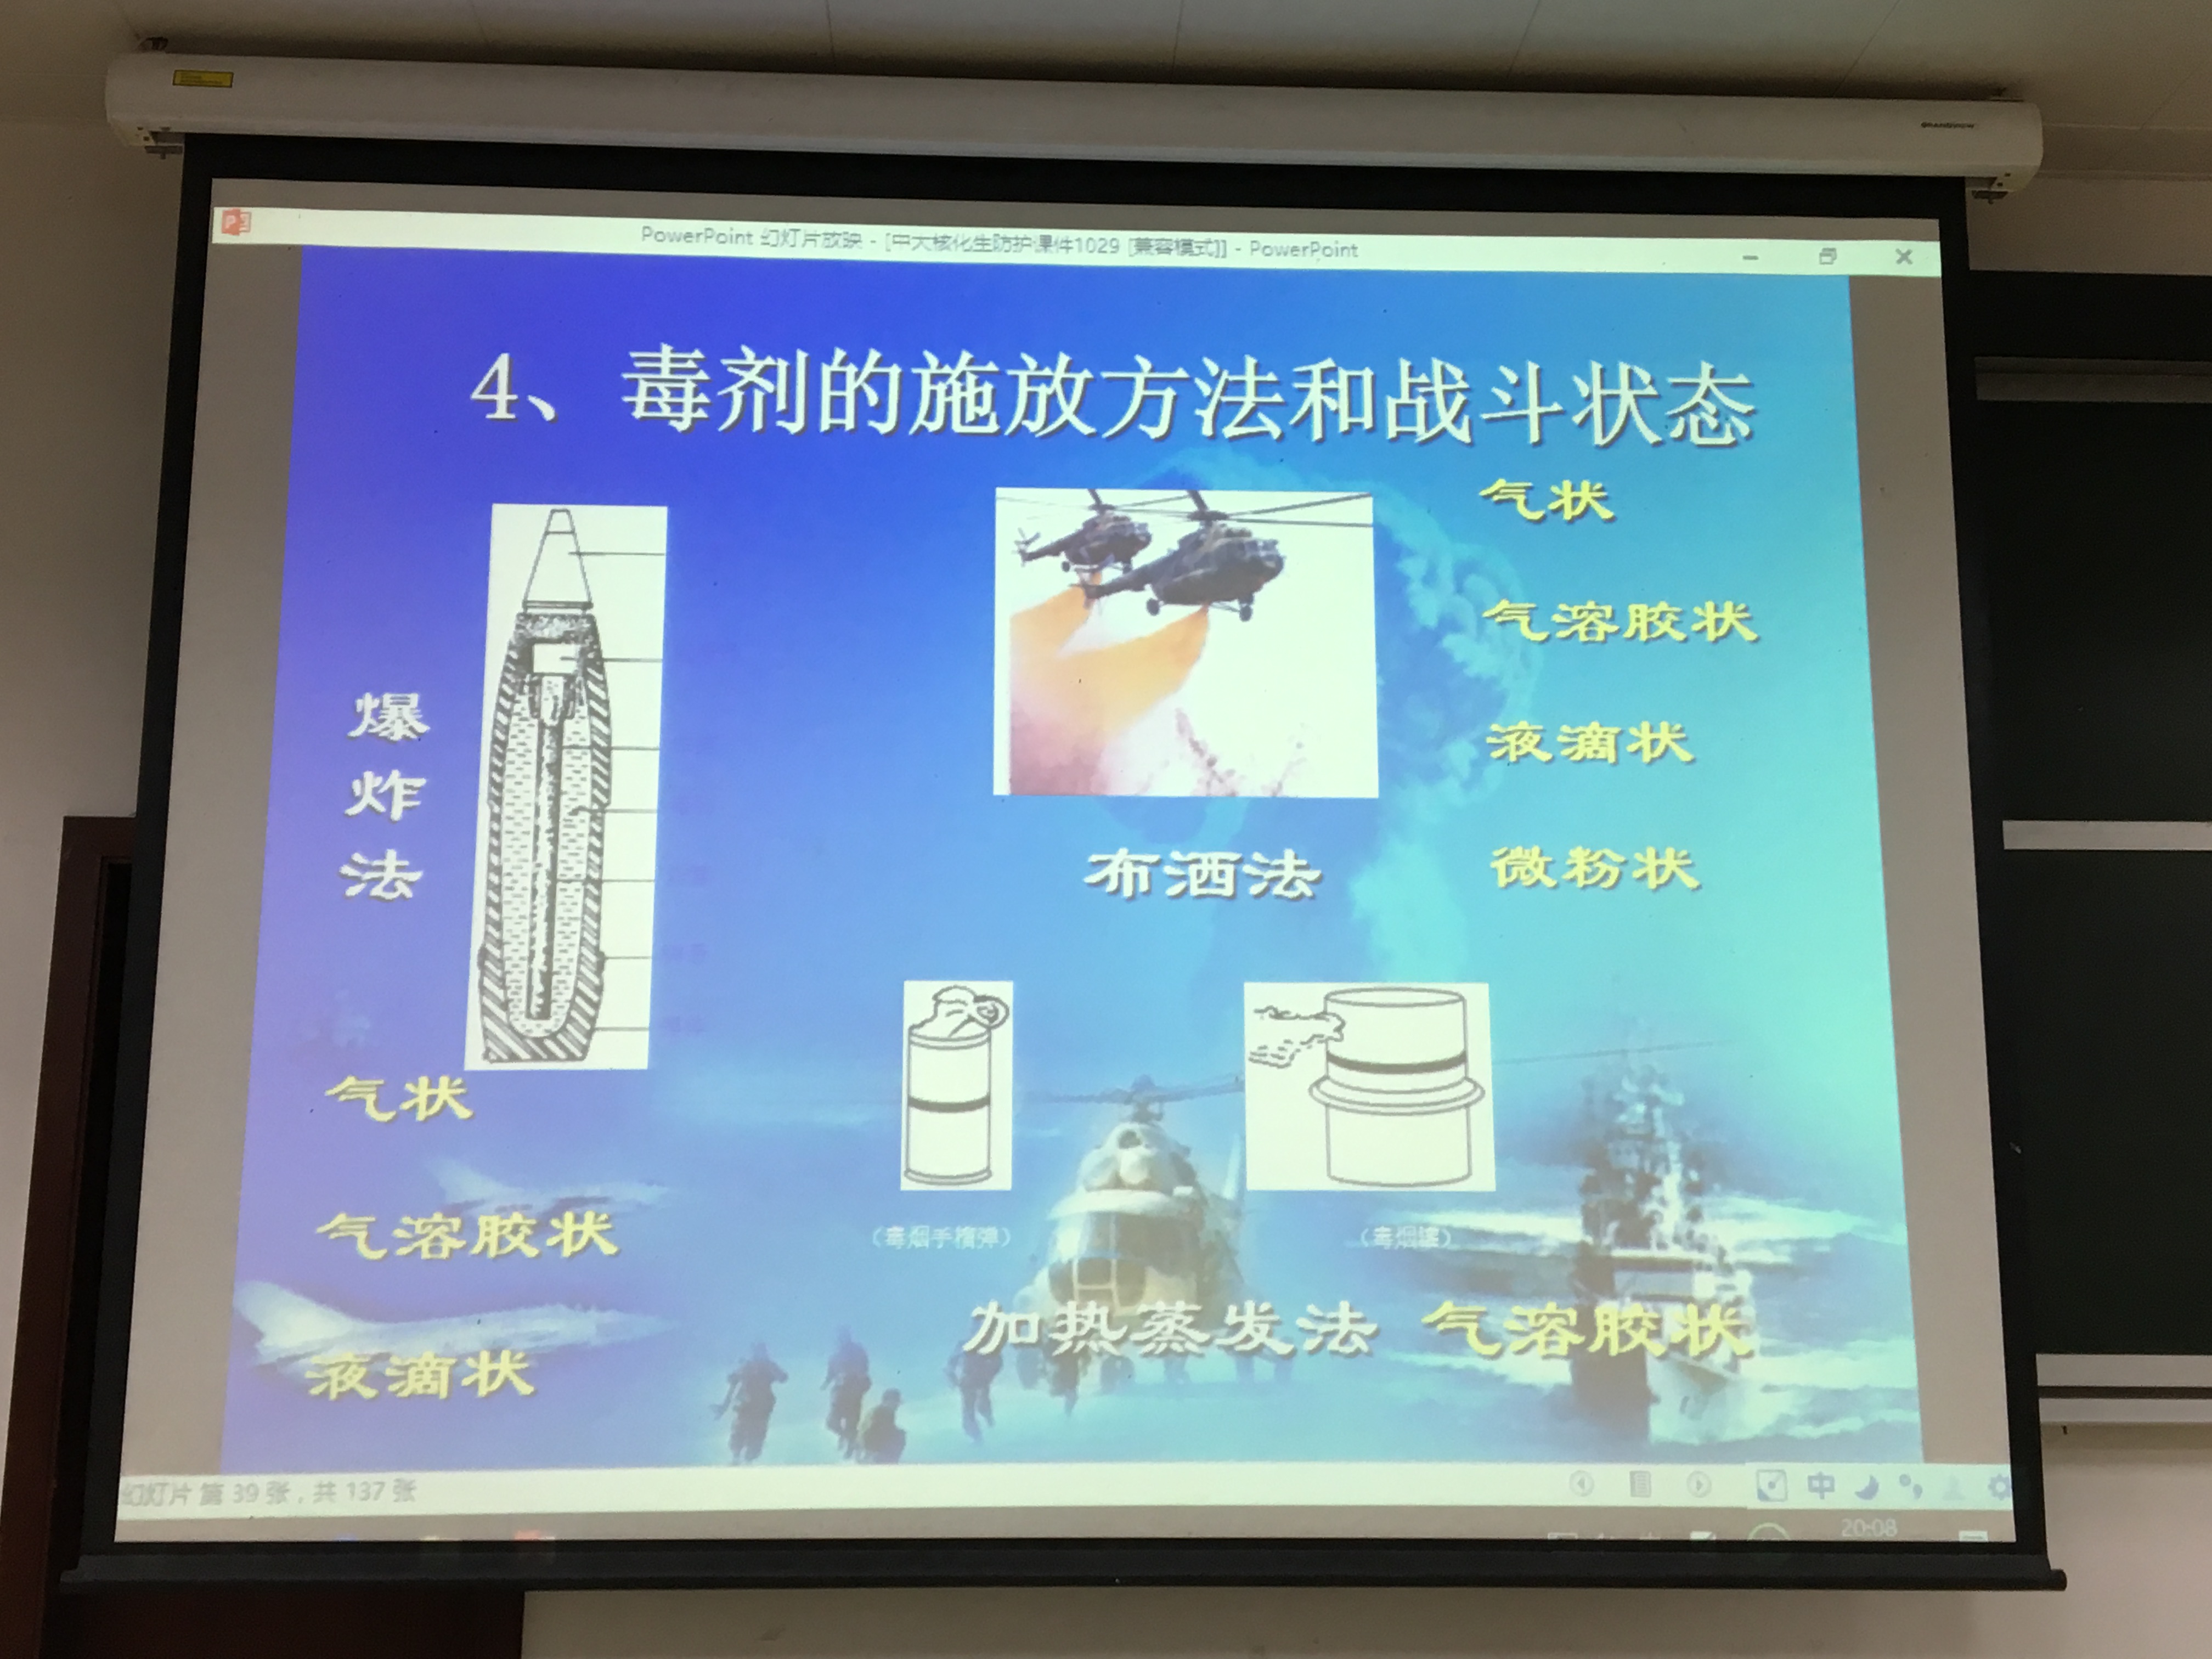 PowerPoint 幻灯片放映 - [中大核化生防护课件1029 [兼容模式]] - PowerPoint
4、毒剂的施放方法和战斗状态
爆
炸
法
气状
气溶胶状
液滴状
布洒法
气状
气溶胶状
液滴状
微粉状
（毒烟手榴弹）
（毒烟罐）
加热蒸发法 气溶胶状
幻灯片 第 39 张，共 137 张
中
20:08